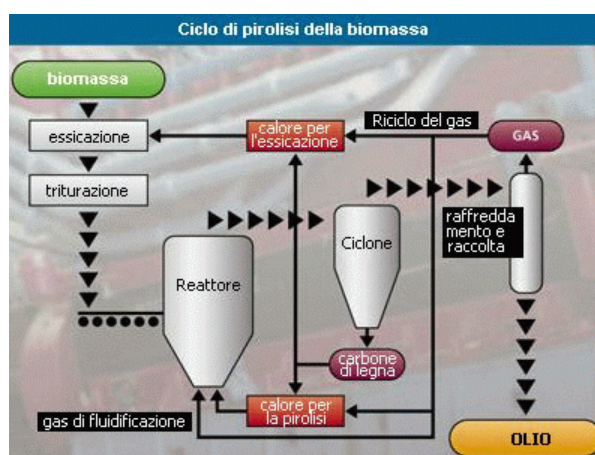 Ciclo di pirolisi della biomassa
biomassa
essicazione
calore per
l'essicazione
Riciclo del gas
GAS
triturazione
raffredda
mento e
raccolta
Ciclone
Reattore
carbone
di legna
calore per
la pirolisi
gas di fluidificazione
OLIO